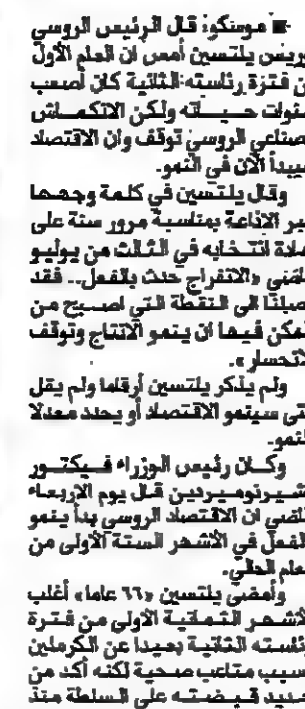 ■ موسكو: قال الرئيس الروسي
بوريس يلتسين أمس ان العام الأول
من فترة رئاسته الثانية كان اصعب
سنوات حياته ولكن الانكماش
الصناعي الروسي توقف وان الاقتصاد
سيبدأ الآن في النمو.
وقال يلتسين في كلمة وجهها
عبر الاذاعة بمناسبة مرور سنة على
اعادة انتخابه في الثالث من يوليو
الماضي «الانفراج حدث بالفعل.. فقد
وصلنا الى النقطة التي اصبح من
الممكن فيها ان ينمو الانتاج وتوقف
الانحسار».
ولم يذكر يلتسين أرقاما ولم يقل
متى سينمو الاقتصاد أو يحدد معدلا
للنمو.
وكان رئيس الوزراء فيكتور
تشيرنوميردين قال يوم الاربعاء
الماضي ان الاقتصاد الروسي بدأ ينمو
بالفعل في الأشهر الستة الأولى من
العام الحالي.
وأمضى يلتسين «٦٦ عاما» أغلب
الأشهر الثمانية الأولى من فترة
رئاسته الثانية بعيدا عن الكرملين
بسبب متاعب صحية لكنه أكد من
جديد قبضته على السلطة منذ